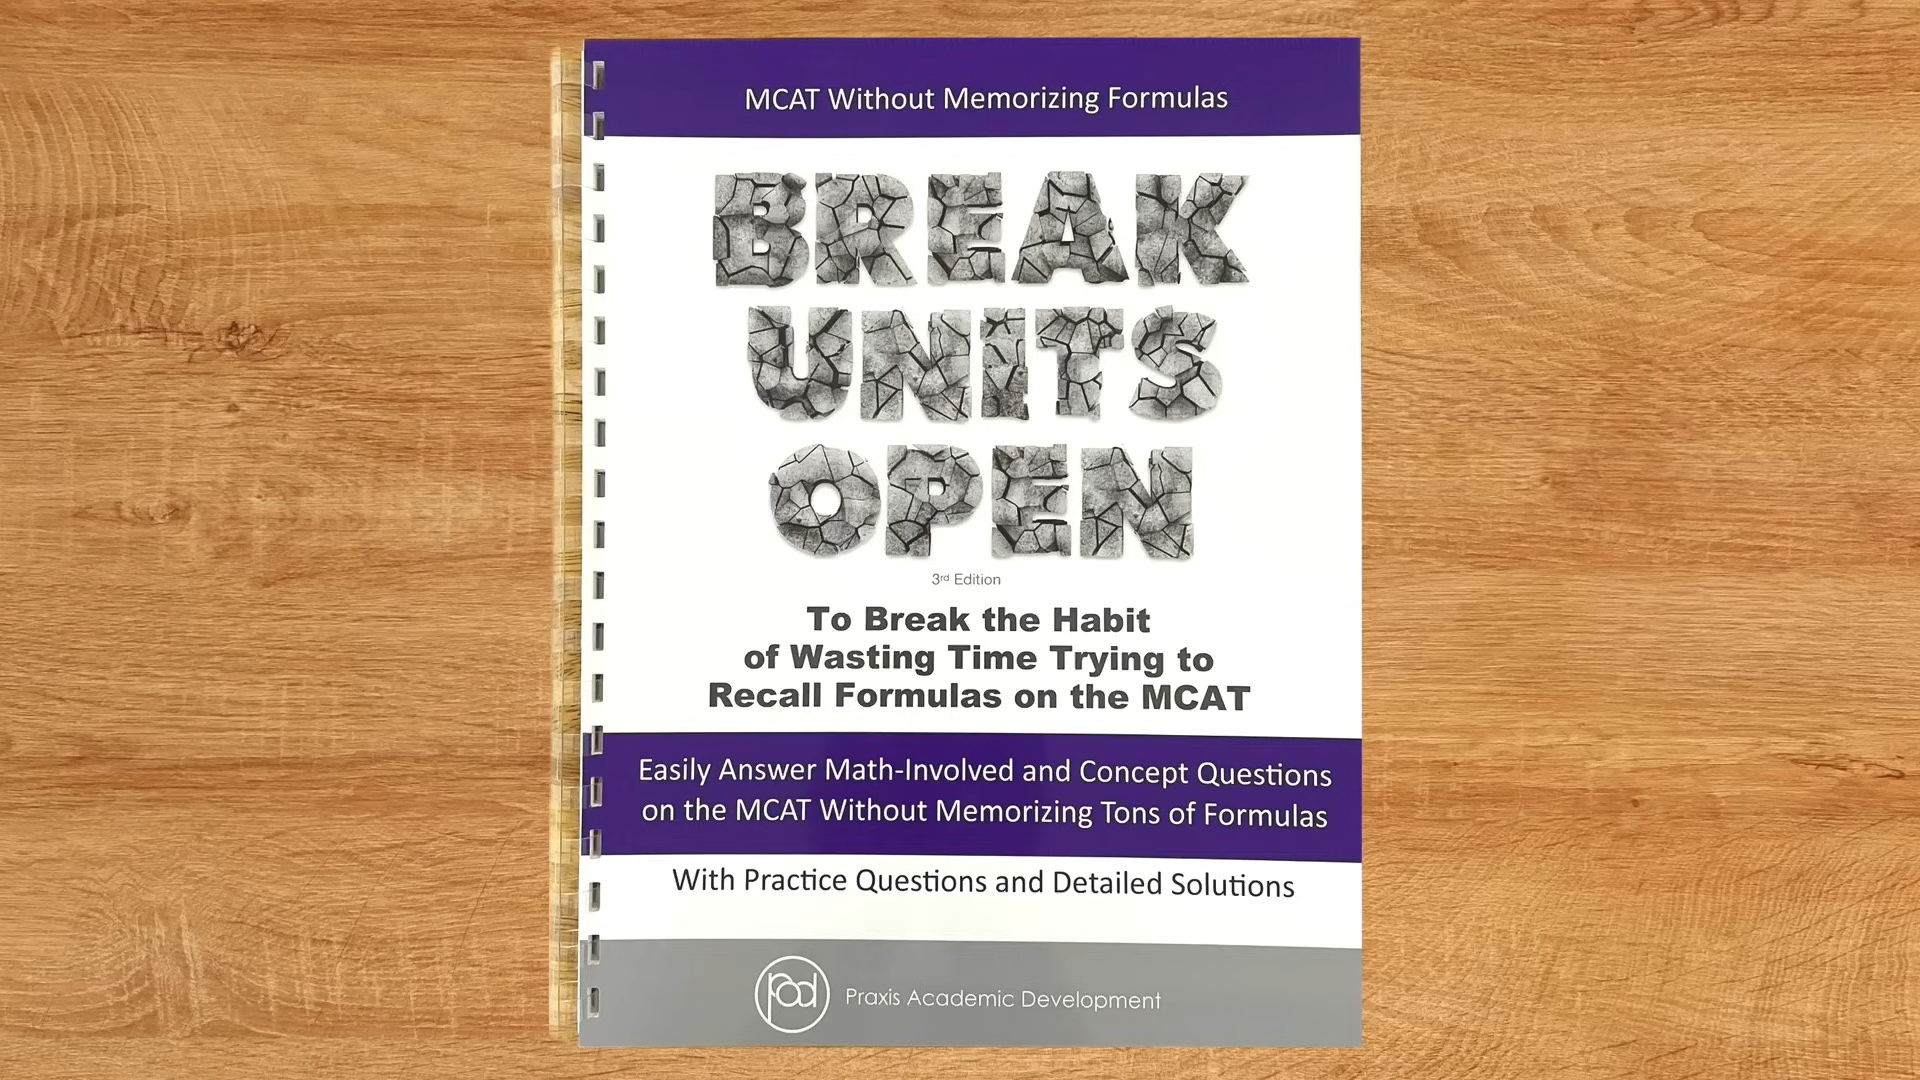 MCAT Without Memorizing Formulas
BREAK
UNITS
OPEN
3rd Edition
To Break the Habit
of Wasting Time Trying to
Recall Formulas on the MCAT
Easily Answer Math-Involved and Concept Questions
on the MCAT Without Memorizing Tons of Formulas
With Practice Questions and Detailed Solutions
pad Praxis Academic Development